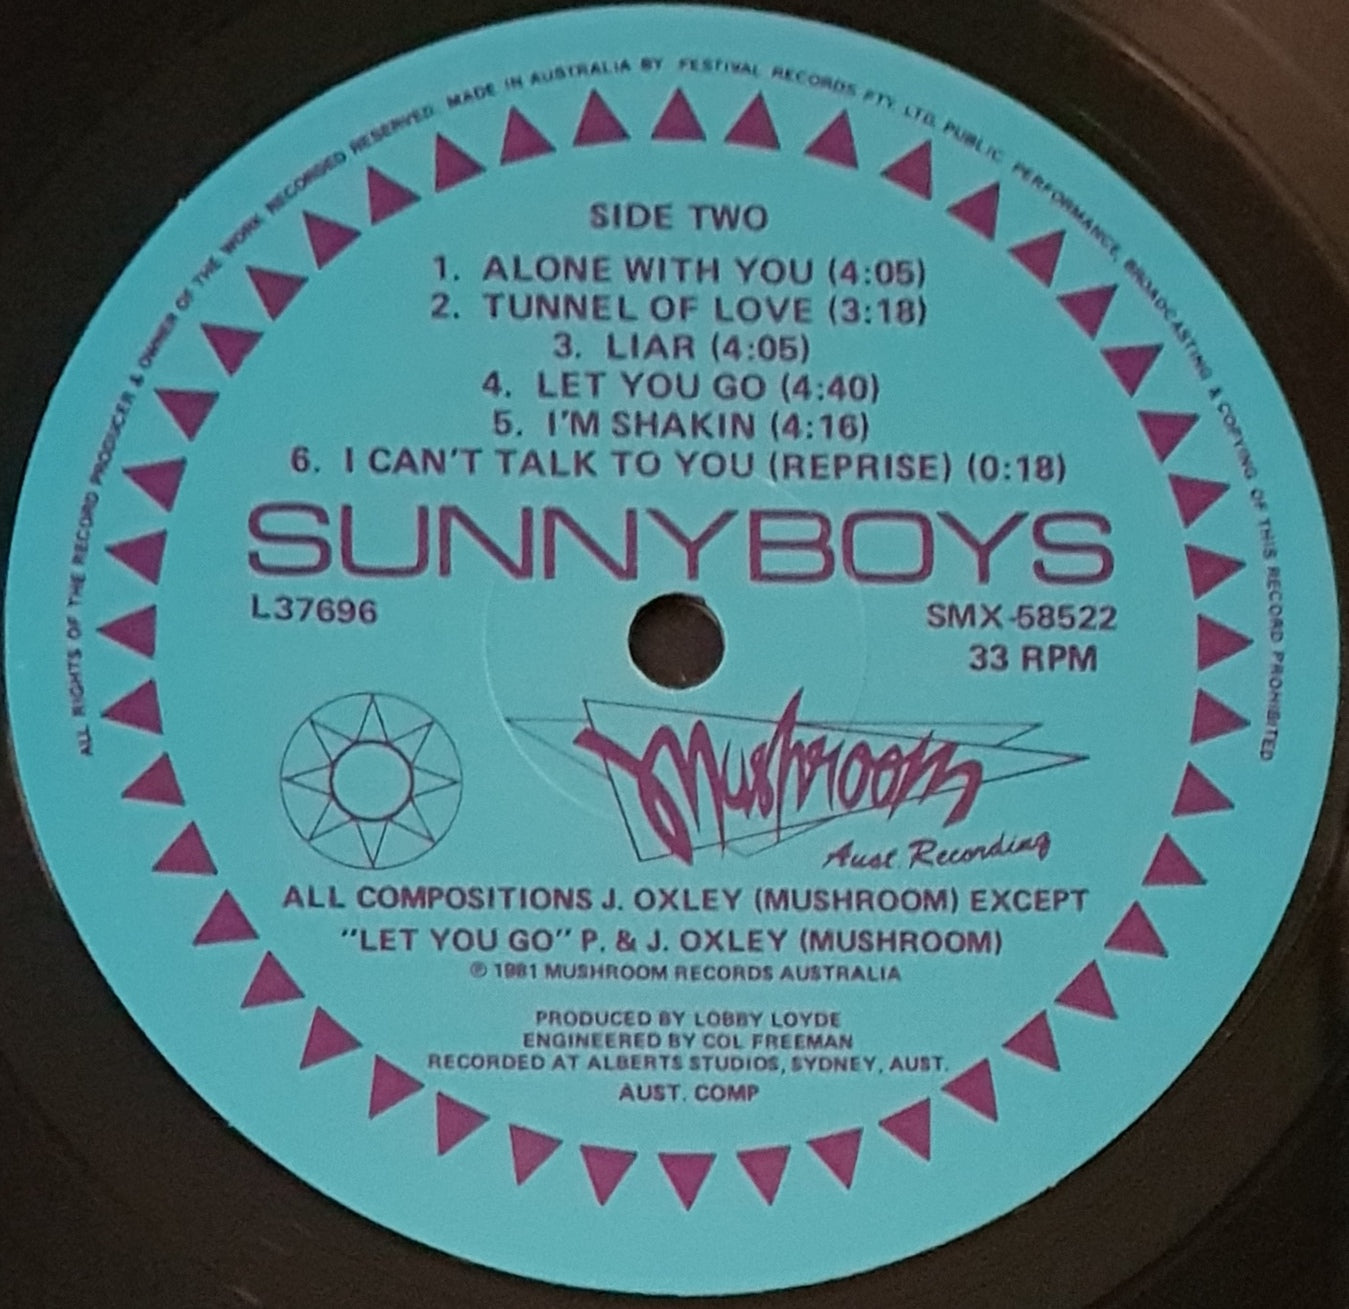 ALL RIGHTS OF THE RECORD PRODUCER & OWNER OF THE WORK RECORDED RESERVED. MADE IN AUSTRALIA BY FESTIVAL RECORDS PTY. LTD. PUBLIC PERFORMANCE, BROADCASTING & COPYING OF THIS RECORD PROHIBITED
SIDE TWO
1. ALONE WITH YOU (4:05)
2. TUNNEL OF LOVE (3:18)
3. LIAR (4:05)
4. LET YOU GO (4:40)
5. I'M SHAKIN (4:16)
6. I CAN'T TALK TO YOU (REPRISE) (0:18)
SUNNYBOYS
L37696
SMX-58522
33 RPM
Mushroom
Aust. Recording
ALL COMPOSITIONS J. OXLEY (MUSHROOM) EXCEPT
"LET YOU GO" P. & J. OXLEY (MUSHROOM)
℗ 1981 MUSHROOM RECORDS AUSTRALIA
PRODUCED BY LOBBY LOYDE
ENGINEERED BY COL FREEMAN
RECORDED AT ALBERTS STUDIOS, SYDNEY, AUST.
AUST. COMP